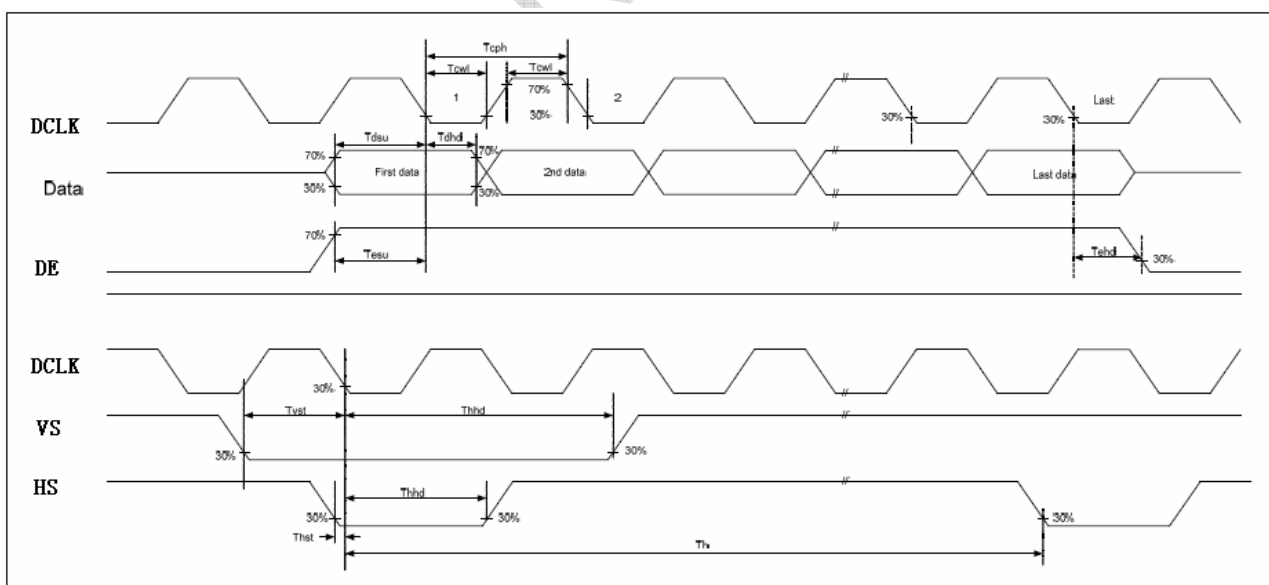 Tcph
Tcwl Tcwl
1 70% 2 Last
30% 30% 30%
DCLK
Tdsu Tdhd
70% 70%
First data 2nd data Last data
30% 30%
Data
70%
Tesu Tehd
DE 30%
DCLK
30%
Tvst Thhd
VS
30% 30%
HS
Thhd
30% 30% 30%
Thst
Th